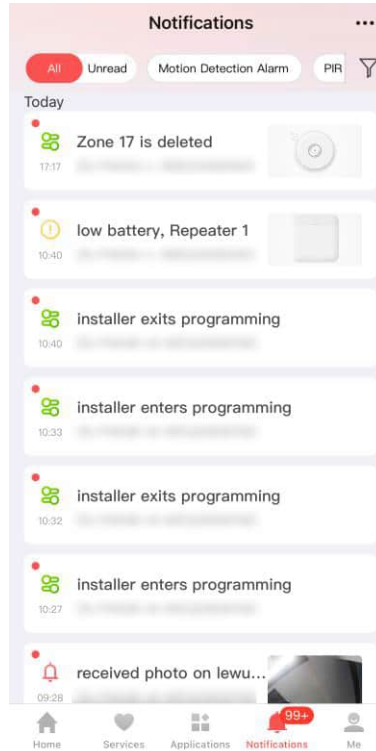 Notifications
All
Unread
Motion Detection Alarm
PIR
Today
Zone 17 is deleted
17:17
low battery, Repeater 1
10:40
installer exits programming
10:40
installer enters programming
10:33
installer exits programming
10:32
installer enters programming
10:27
received photo on lewu...
09:28
99+
Home
Services
Applications
Notifications
Me